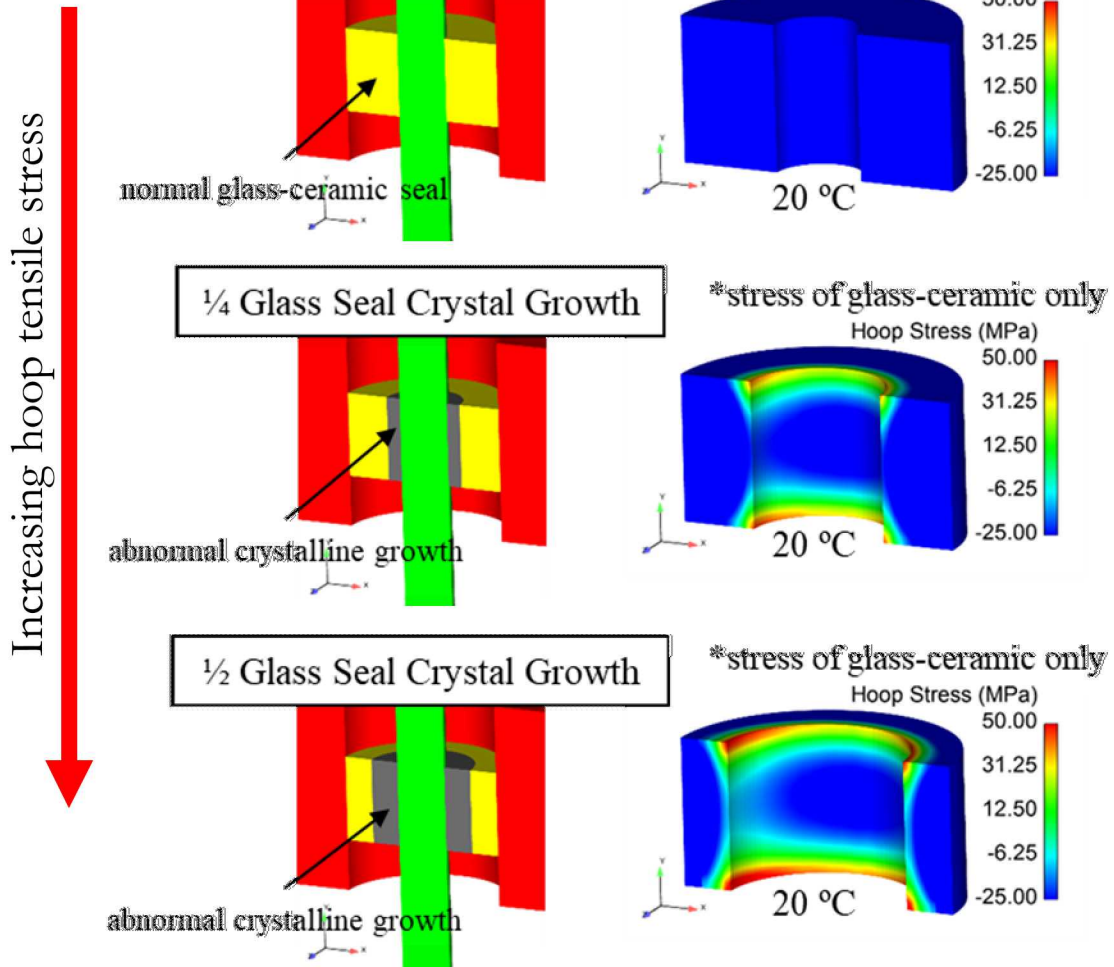 Increasing hoop tensile stress
50.00
31.25
12.50
-6.25
-25.00
normal glass-ceramic seal
Y
X
Y
X
20 ºC
¼ Glass Seal Crystal Growth
*stress of glass-ceramic only
Hoop Stress (MPa)
50.00
31.25
12.50
-6.25
-25.00
abnormal crystalline growth
x
Y
X
20 ºC
½ Glass Seal Crystal Growth
*stress of glass-ceramic only
Hoop Stress (MPa)
50.00
31.25
12.50
-6.25
-25.00
abnormal crystalline growth
x
Y
X
20 ºC